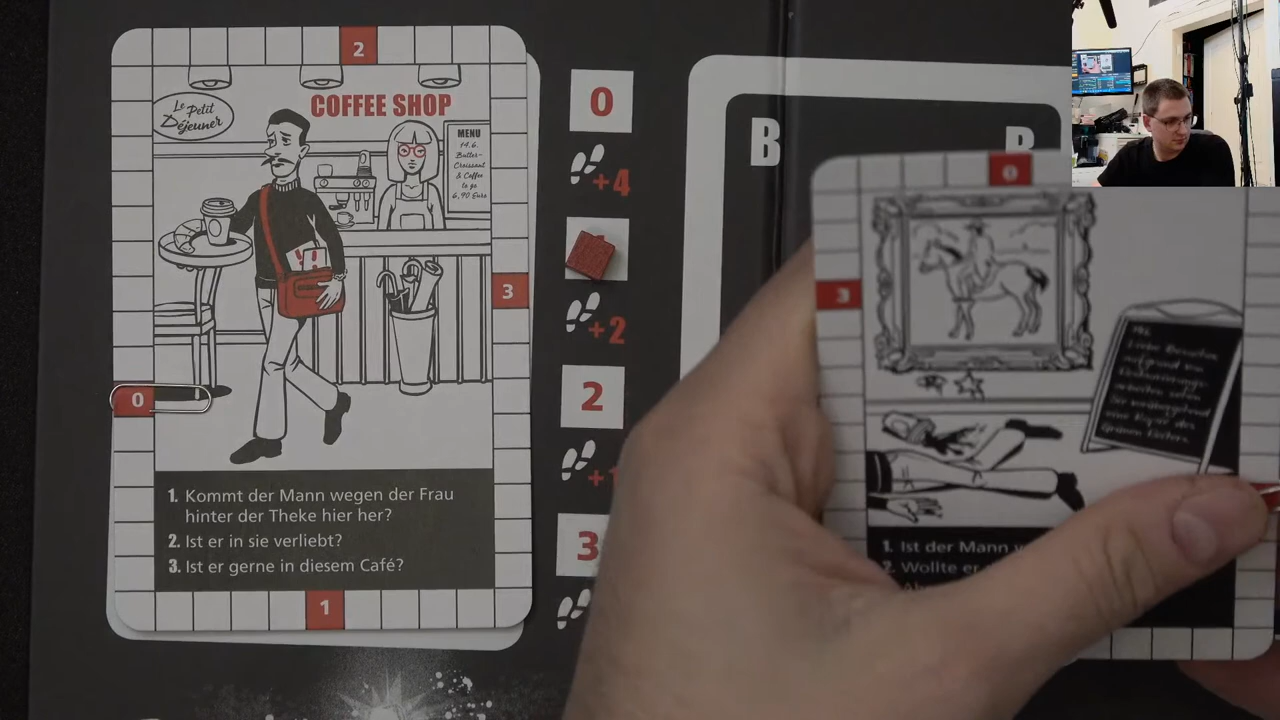 2
Le Petit
Déjeuner
COFFEE SHOP
MENU
14.6.
Butter-
Croissant
& Coffee
to go
6,90 Euro
3
0
1. Kommt der Mann wegen der Frau
hinter der Theke hier her?
2. Ist er in sie verliebt?
3. Ist er gerne in diesem Café?
1
0
+4
+2
2
+1
3
B
B
0
3
1. Ist der Mann
2. Wollte er